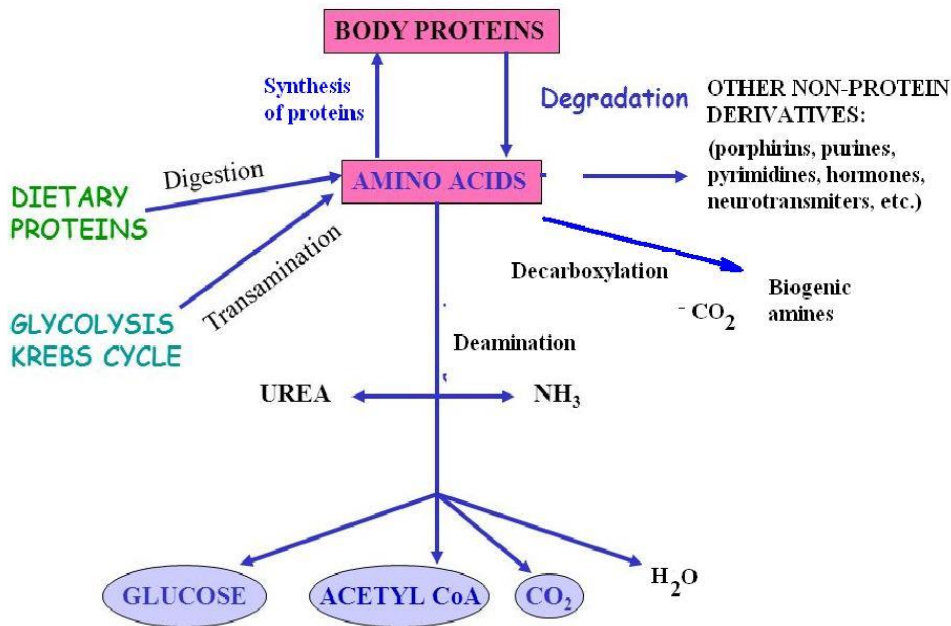 BODY PROTEINS
Synthesis
of proteins
Degradation
OTHER NON-PROTEIN
DERIVATIVES:
(porphirins, purines,
pyrimidines, hormones,
neurotransmiters, etc.)
Digestion
AMINO ACIDS
DIETARY
PROTEINS
Transamination
GLYCOLYSIS
KREBS CYCLE
Decarboxylation
- CO2
Biogenic
amines
Deamination
UREA
NH3
GLUCOSE
ACETYL CoA
CO2
H2O